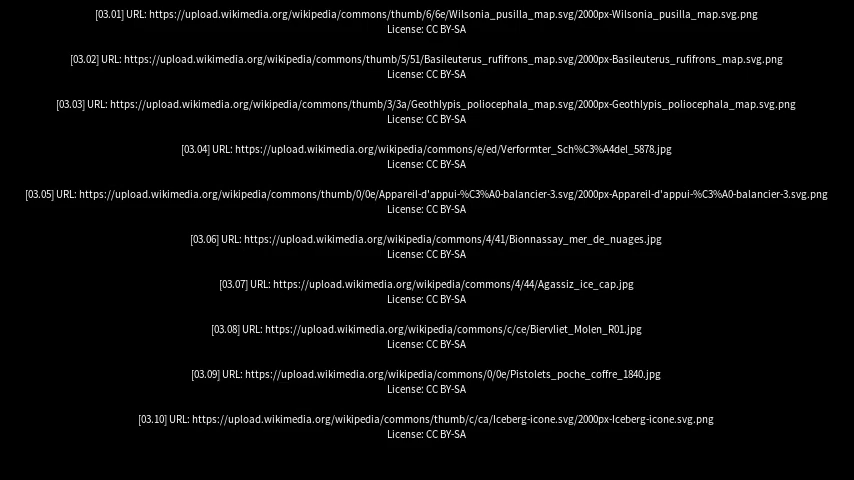 [03.01] URL: https://upload.wikimedia.org/wikipedia/commons/thumb/6/6e/Wilsonia_pusilla_map.svg/2000px-Wilsonia_pusilla_map.svg.png
License: CC BY-SA
[03.02] URL: https://upload.wikimedia.org/wikipedia/commons/thumb/5/51/Basileuterus_rufifrons_map.svg/2000px-Basileuterus_rufifrons_map.svg.png
License: CC BY-SA
[03.03] URL: https://upload.wikimedia.org/wikipedia/commons/thumb/3/3a/Geothlypis_poliocephala_map.svg/2000px-Geothlypis_poliocephala_map.svg.png
License: CC BY-SA
[03.04] URL: https://upload.wikimedia.org/wikipedia/commons/e/ed/Verformter_Sch%C3%A4del_5878.jpg
License: CC BY-SA
[03.05] URL: https://upload.wikimedia.org/wikipedia/commons/thumb/0/0e/Appareil-d'appui-%C3%A0-balancier-3.svg/2000px-Appareil-d'appui-%C3%A0-balancier-3.svg.png
License: CC BY-SA
[03.06] URL: https://upload.wikimedia.org/wikipedia/commons/4/41/Bionnassay_mer_de_nuages.jpg
License: CC BY-SA
[03.07] URL: https://upload.wikimedia.org/wikipedia/commons/4/44/Agassiz_ice_cap.jpg
License: CC BY-SA
[03.08] URL: https://upload.wikimedia.org/wikipedia/commons/c/ce/Biervliet_Molen_R01.jpg
License: CC BY-SA
[03.09] URL: https://upload.wikimedia.org/wikipedia/commons/0/0e/Pistolets_poche_coffre_1840.jpg
License: CC BY-SA
[03.10] URL: https://upload.wikimedia.org/wikipedia/commons/thumb/c/ca/Iceberg-icone.svg/2000px-Iceberg-icone.svg.png
License: CC BY-SA